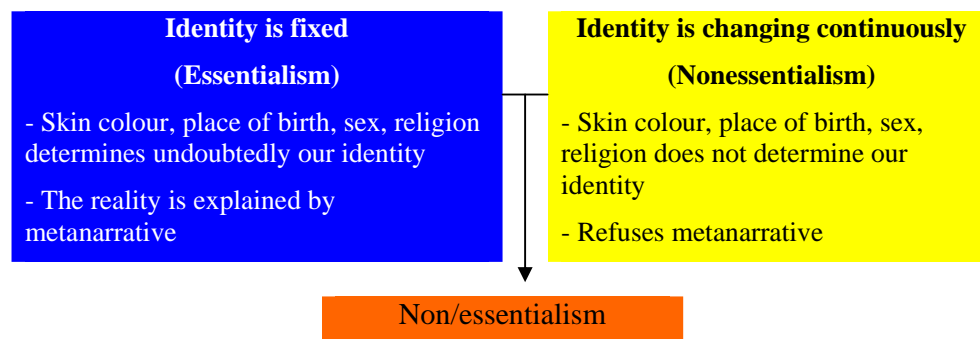 Identity is fixed
(Essentialism)
- Skin colour, place of birth, sex, religion
determines undoubtedly our identity
- The reality is explained by
metanarrative
Identity is changing continuously
(Nonessentialism)
- Skin colour, place of birth, sex,
religion does not determine our
identity
- Refuses metanarrative
Non/essentialism